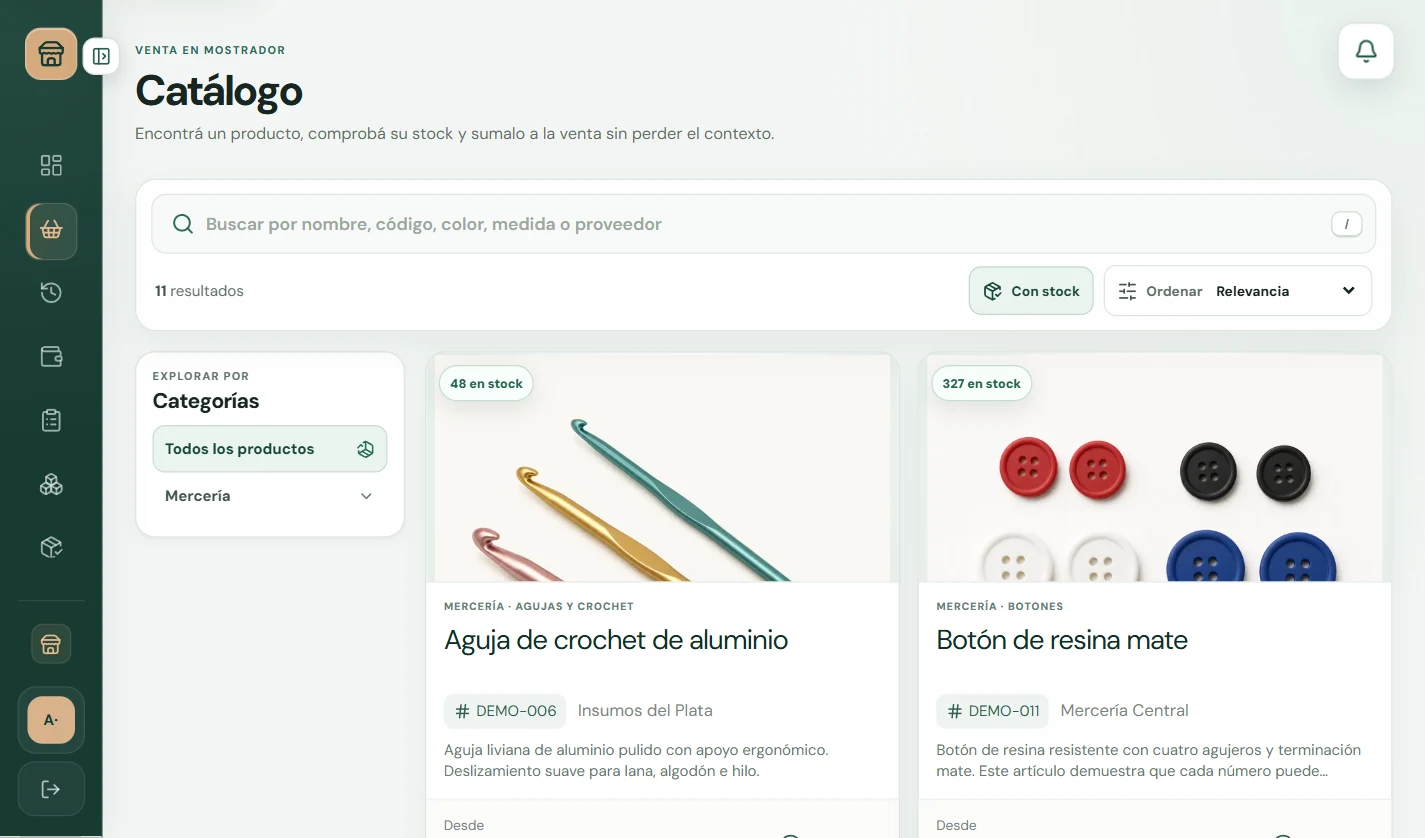 VENTA EN MOSTRADOR
Catálogo
Encontrá un producto, comprobá su stock y sumalo a la venta sin perder el contexto.
Buscar por nombre, código, color, medida o proveedor
/
11 resultados
Con stock
Ordenar Relevancia
EXPLORAR POR
Categorías
Todos los productos
Mercería
48 en stock
MERCERÍA · AGUJAS Y CROCHET
Aguja de crochet de aluminio
# DEMO-006 Insumos del Plata
Aguja liviana de aluminio pulido con apoyo ergonómico.
Deslizamiento suave para lana, algodón e hilo.
Desde
327 en stock
MERCERÍA · BOTONES
Botón de resina mate
# DEMO-011 Mercería Central
Botón de resina resistente con cuatro agujeros y terminación
mate. Este artículo demuestra que cada número puede...
Desde
A·